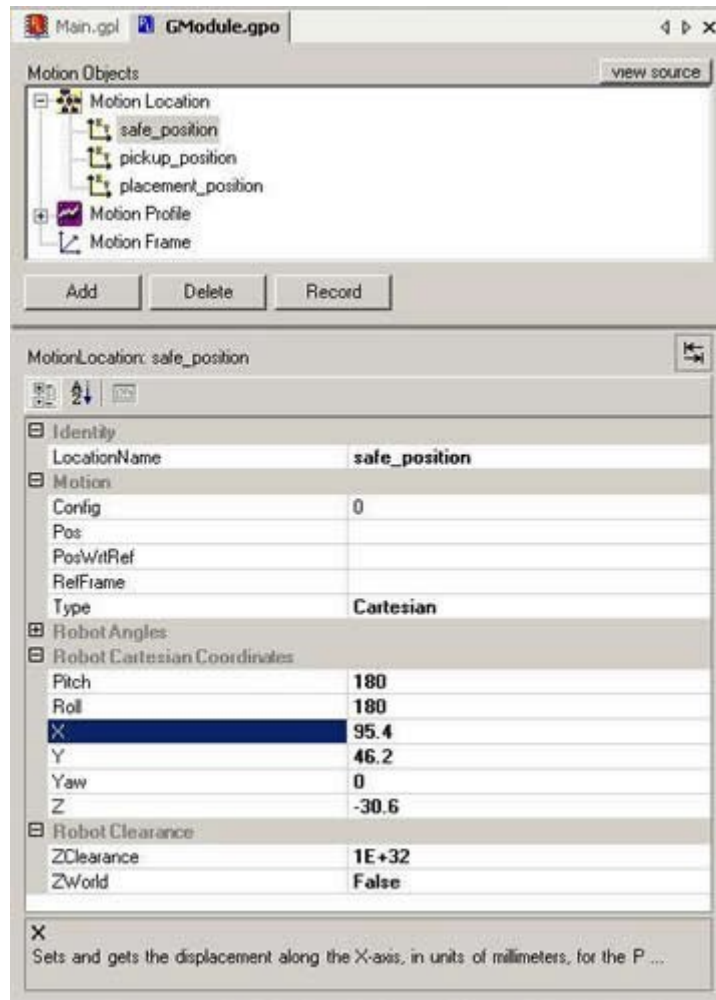 Main.gpl GModule.gpo
Motion Objects view source
Motion Location
safe_position
pickup_position
placement_position
Motion Profile
Motion Frame
Add Delete Record
MotionLocation: safe_position
Identity
LocationName safe_position
Motion
Config 0
Pos
PosWrtRef
RefFrame
Type Cartesian
Robot Angles
Robot Cartesian Coordinates
Pitch 180
Roll 180
X 95.4
Y 46.2
Yaw 0
Z -30.6
Robot Clearance
ZClearance 1E+32
ZWorld False
X
Sets and gets the displacement along the X-axis, in units of millimeters, for the P ...